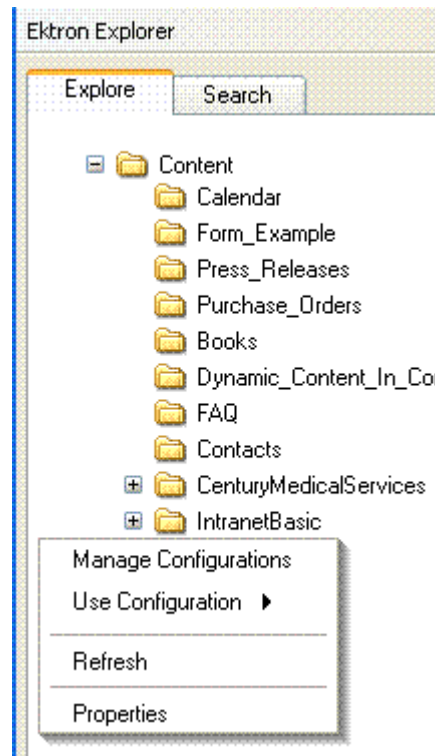 Ektron Explorer
Explore Search
Content
Calendar
Form_Example
Press_Releases
Purchase_Orders
Books
Dynamic_Content_In_Co
FAQ
Contacts
CenturyMedicalServices
IntranetBasic
Manage Configurations
Use Configuration
Refresh
Properties